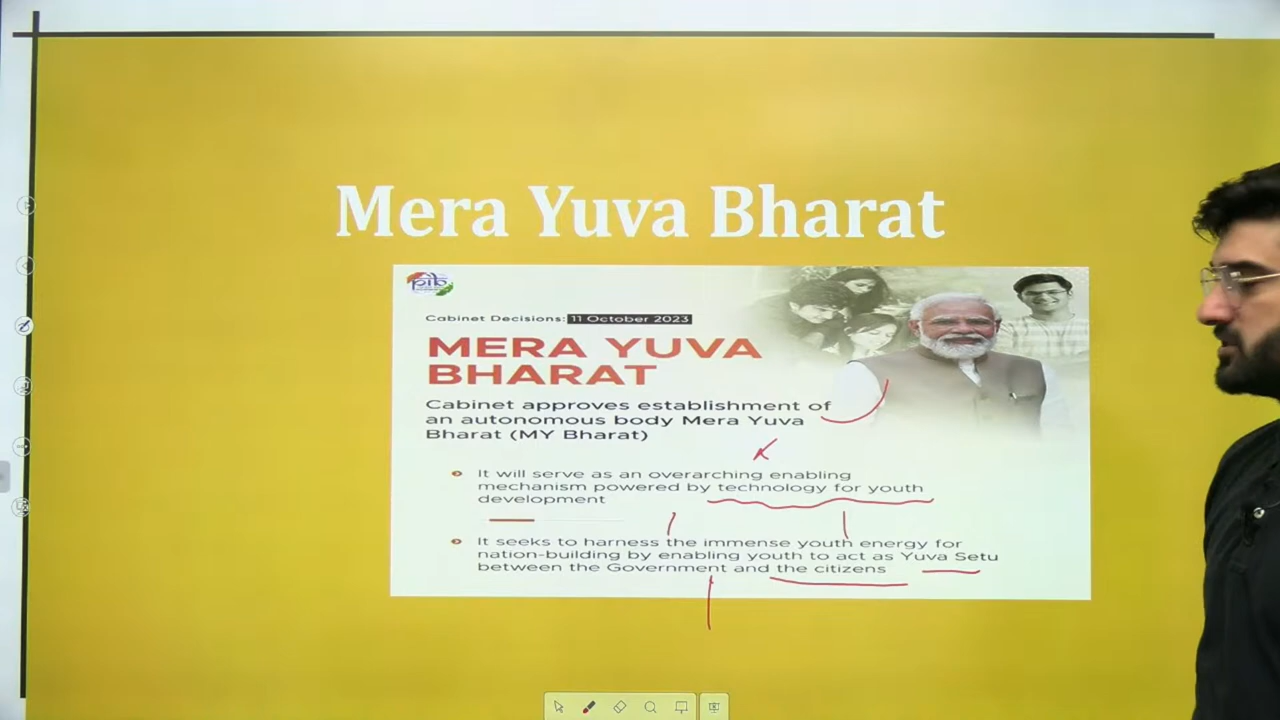 Mera Yuva Bharat
pib
Cabinet Decisions: 11 October 2023
MERA YUVA
BHARAT
Cabinet approves establishment of
an autonomous body Mera Yuva
Bharat (MY Bharat)
It will serve as an overarching enabling
mechanism powered by technology for youth
development
It seeks to harness the immense youth energy for
nation-building by enabling youth to act as Yuva Setu
between the Government and the citizens